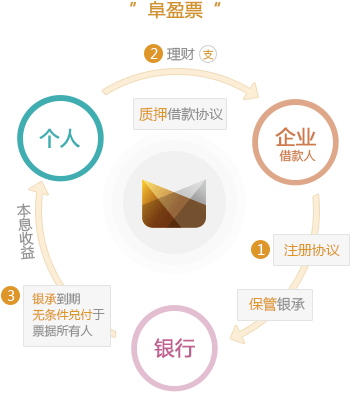 ”阜盈票“
2 理财 支
质押借款协议
个人
企业
借款人
本息收益
1 注册协议
保管银承
3 银承到期
无条件兑付于
票据所有人
银行